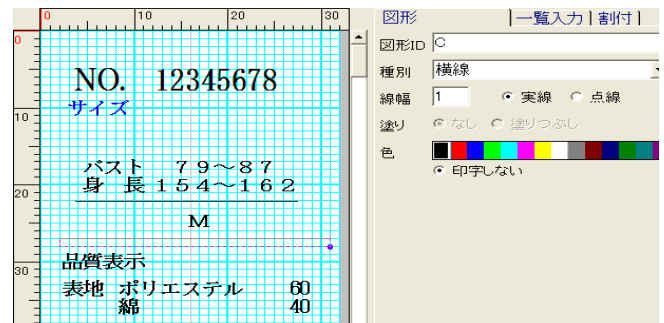 0 10 20 30
0
10
20
30
NO. 12345678
サイズ
バスト 79～87
身 長 154～162
M
品質表示
表地 ポリエステル 60
綿 40
図形 一覧入力 割付
図形ID C
種別 横線
線幅 1 実線 点線
塗り なし 塗りつぶし
色
印字しない